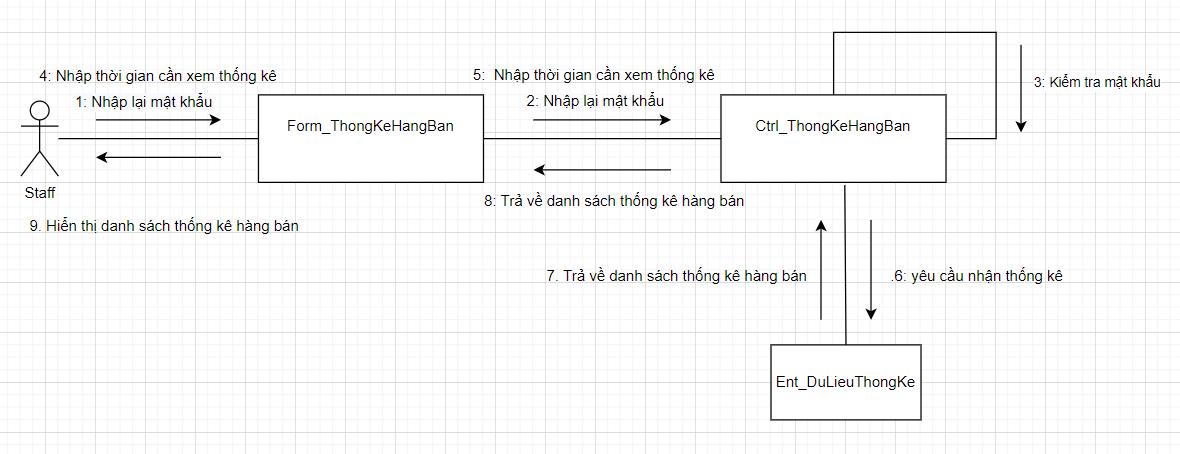 4: Nhập thời gian cần xem thống kê
5: Nhập thời gian cần xem thống kê
3: Kiểm tra mật khẩu
1: Nhập lại mật khẩu
2: Nhập lại mật khẩu
Form_ThongKeHangBan
Ctrl_ThongKeHangBan
Staff
8: Trả về danh sách thống kê hàng bán
9. Hiển thị danh sách thống kê hàng bán
7. Trả về danh sách thống kê hàng bán
.6: yêu cầu nhận thống kê
Ent_DuLieuThongKe